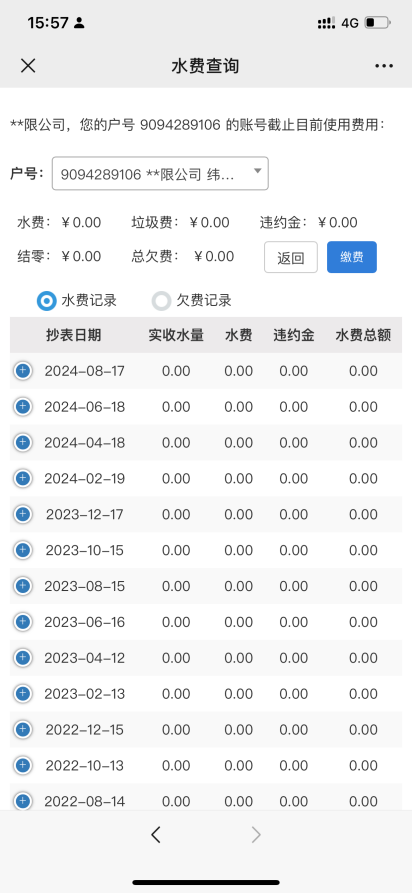 15:57 4G
水费查询
**限公司，您的户号 9094289106 的账号截止目前使用费用：
户号： 9094289106 **限公司 纬...
水费：￥0.00 垃圾费：￥0.00 违约金：￥0.00
结零：￥0.00 总欠费：￥0.00 返回 缴费
水费记录 欠费记录
抄表日期 实收水量 水费 违约金 水费总额
2024-08-17 0.00 0.00 0.00 0.00
2024-06-18 0.00 0.00 0.00 0.00
2024-04-18 0.00 0.00 0.00 0.00
2024-02-19 0.00 0.00 0.00 0.00
2023-12-17 0.00 0.00 0.00 0.00
2023-10-15 0.00 0.00 0.00 0.00
2023-08-15 0.00 0.00 0.00 0.00
2023-06-16 0.00 0.00 0.00 0.00
2023-04-12 0.00 0.00 0.00 0.00
2023-02-13 0.00 0.00 0.00 0.00
2022-12-15 0.00 0.00 0.00 0.00
2022-10-13 0.00 0.00 0.00 0.00
2022-08-14 0.00 0.00 0.00 0.00